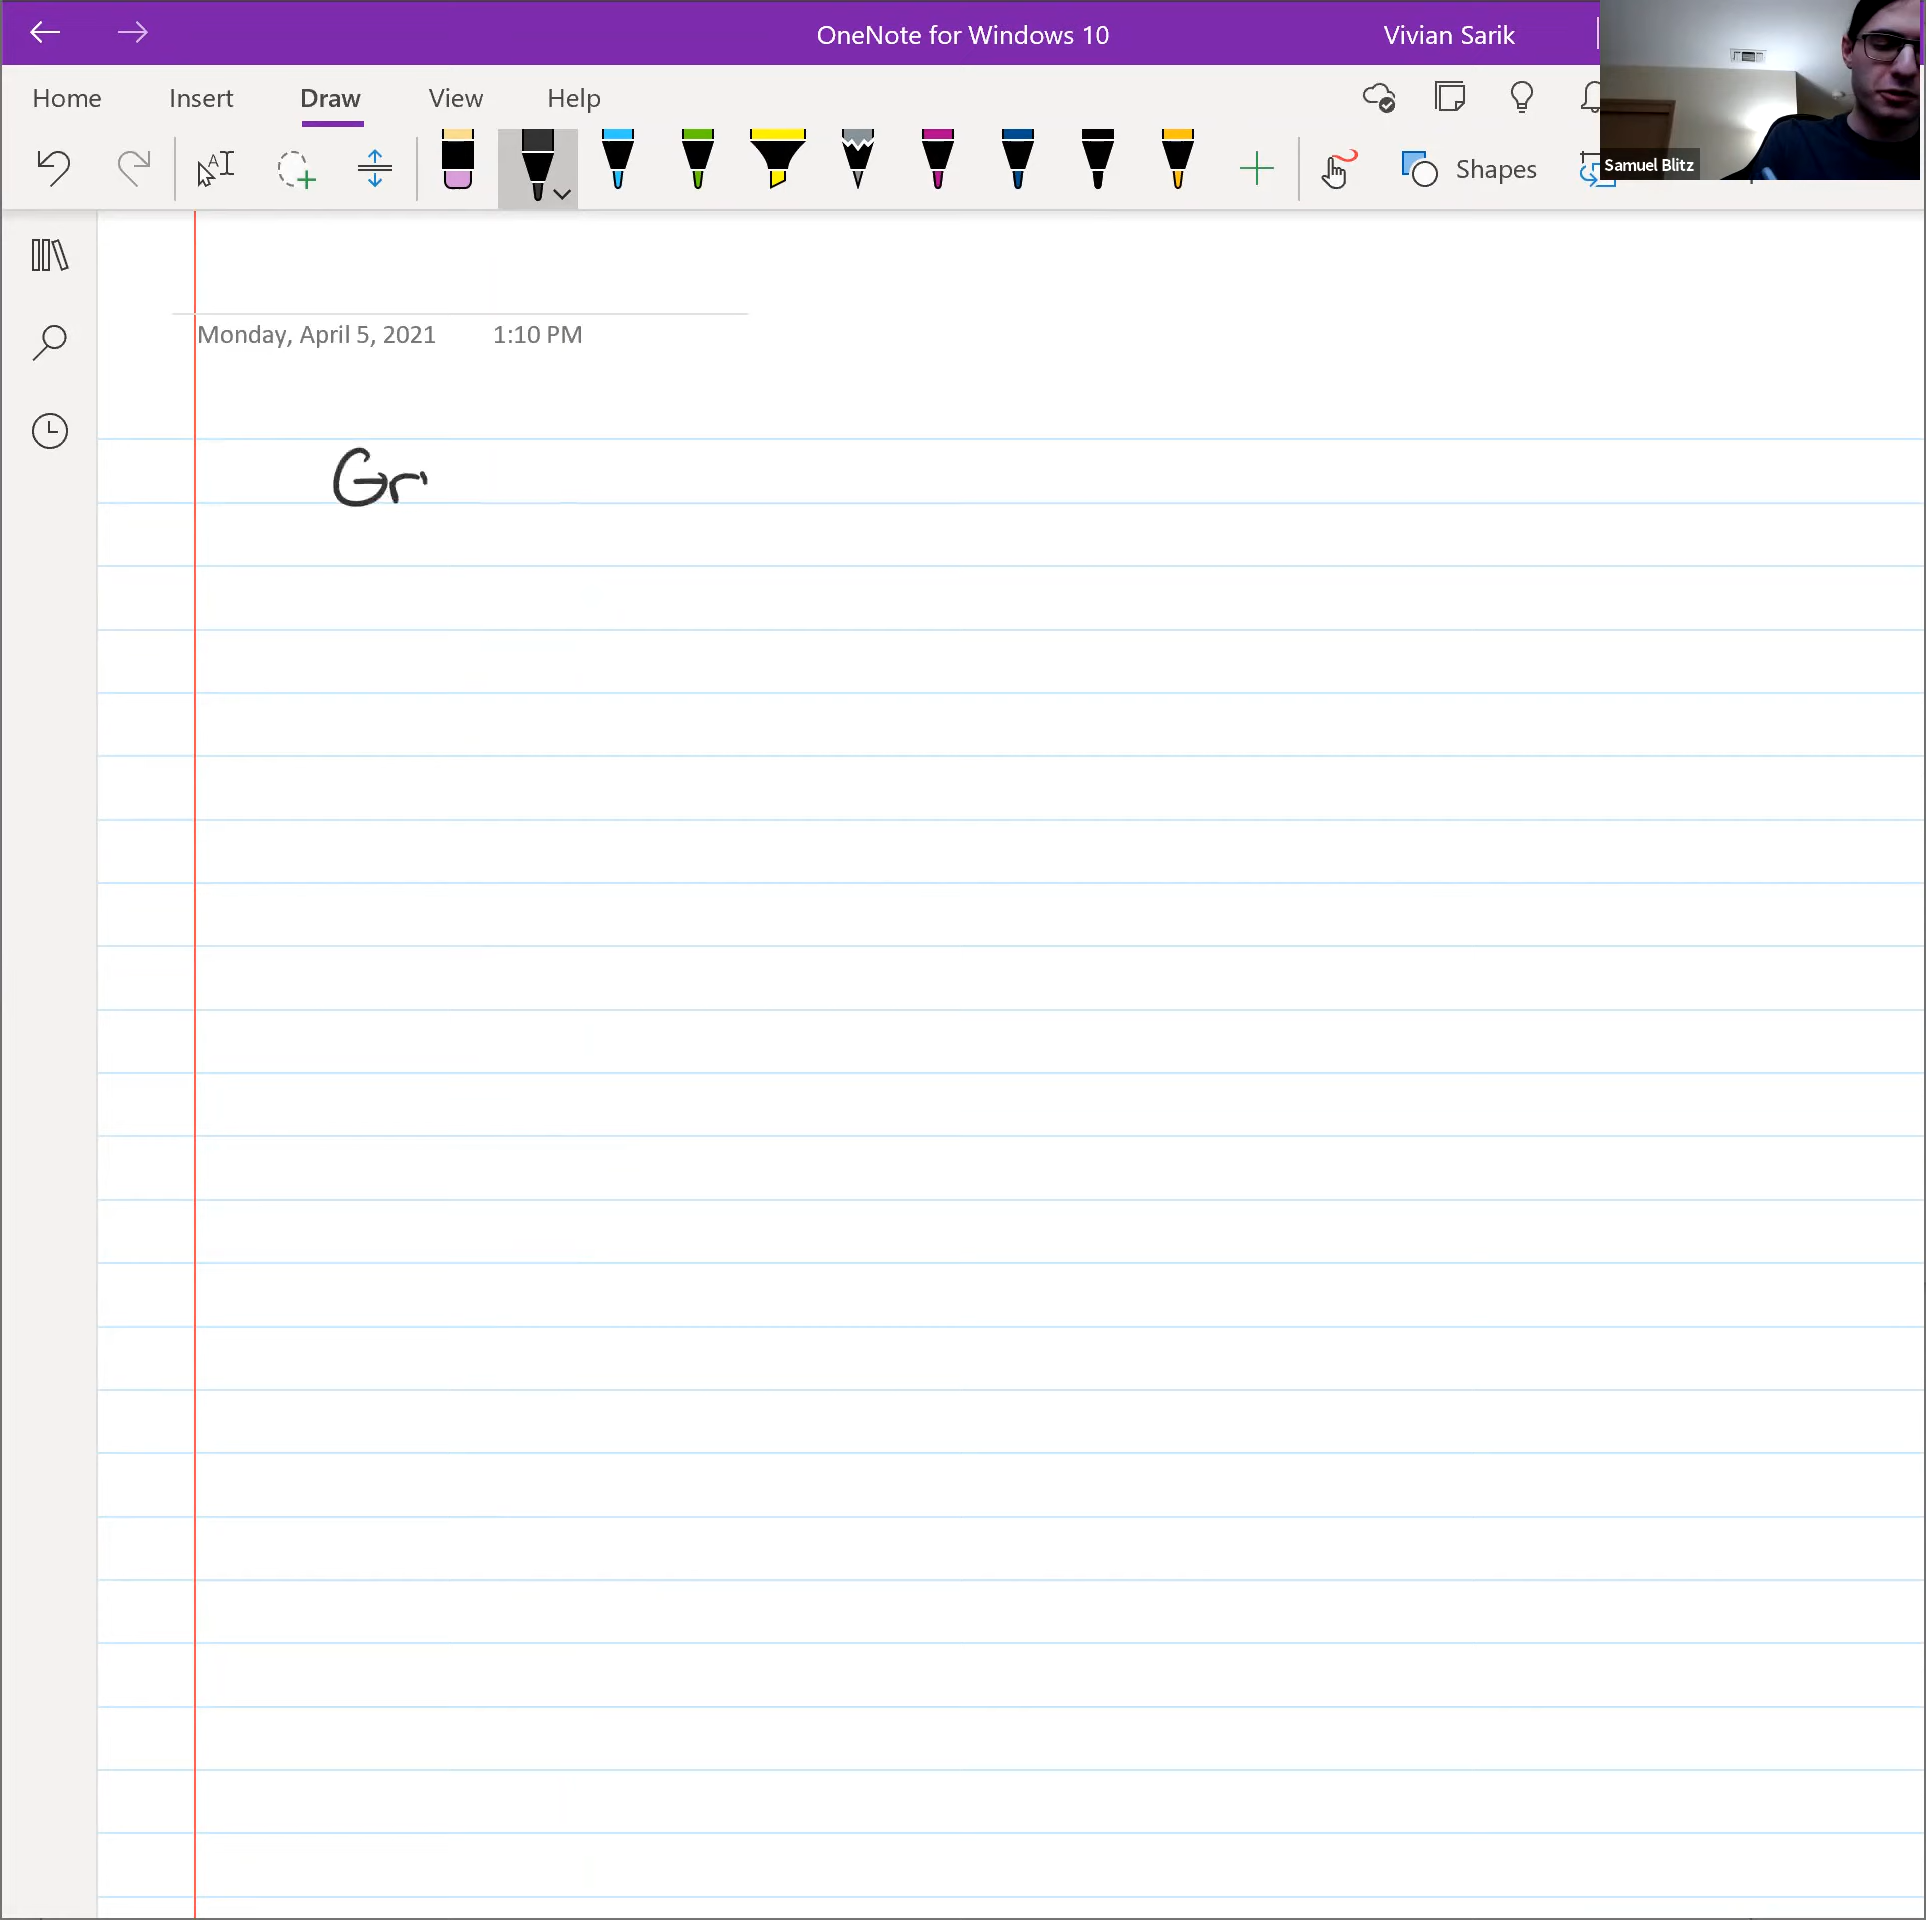 OneNote for Windows 10 Vivian Sarik
Home Insert Draw View Help
Shapes
Samuel Blitz
Monday, April 5, 2021 1:10 PM
Gr